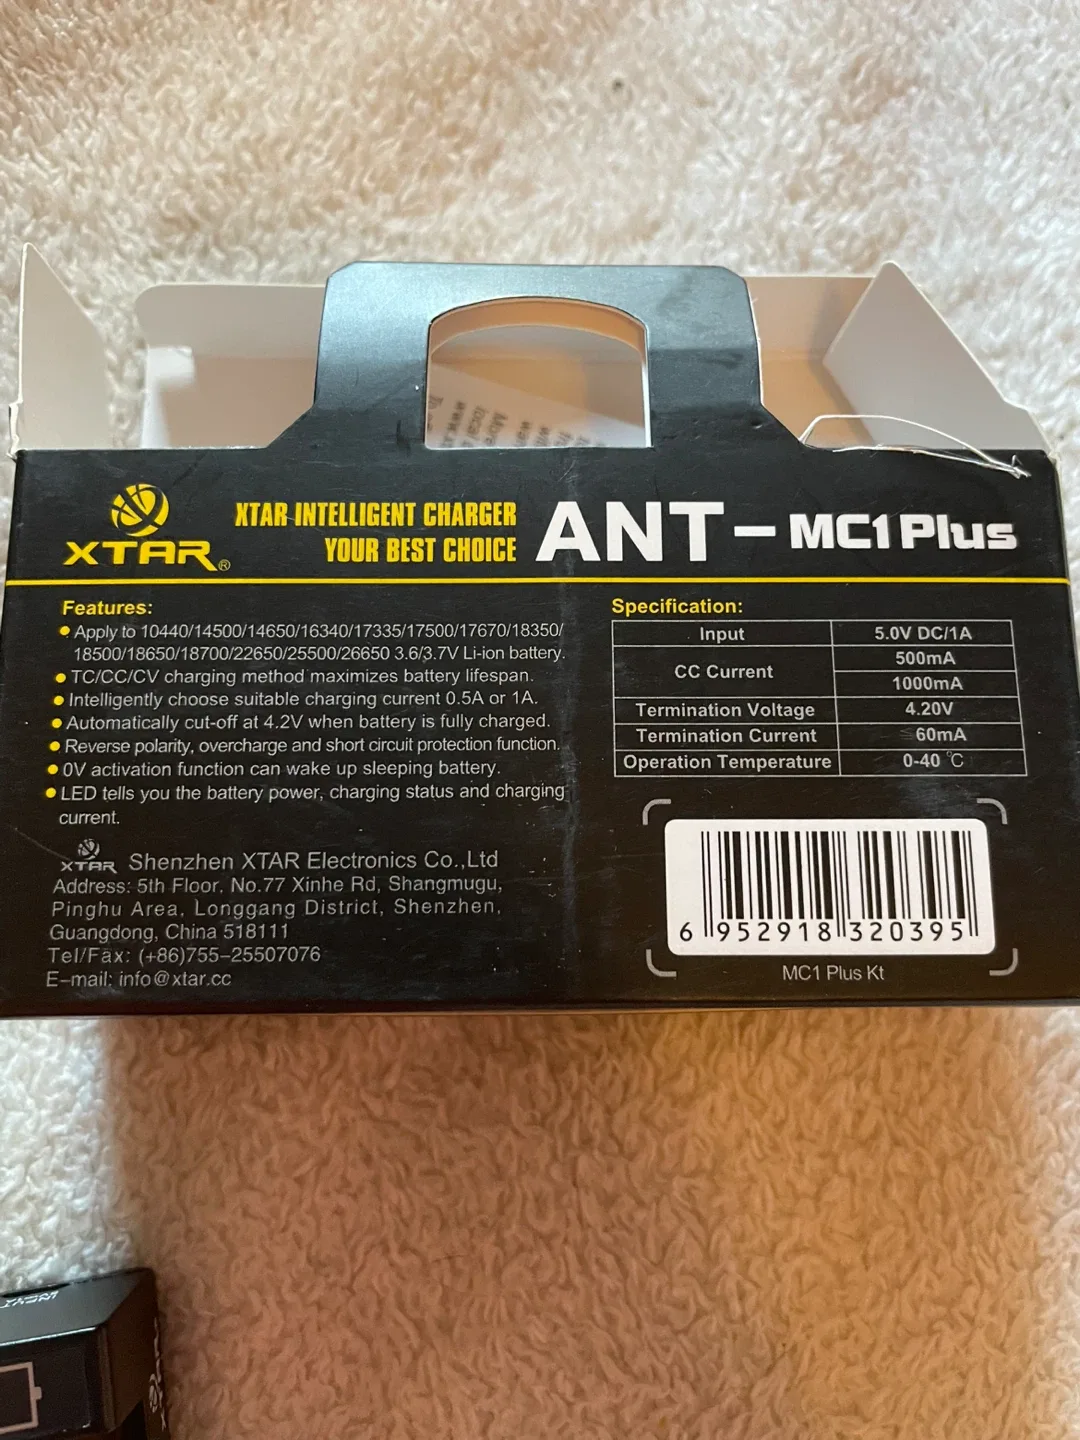 XTAR®
XTAR INTELLIGENT CHARGER
YOUR BEST CHOICE
ANT-MC1 Plus
Features:
Apply to 10440/14500/14650/16340/17335/17500/17670/18350/
18500/18650/18700/22650/25500/26650 3.6/3.7V Li-ion battery.
TC/CC/CV charging method maximizes battery lifespan.
Intelligently choose suitable charging current 0.5A or 1A.
Automatically cut-off at 4.2V when battery is fully charged.
Reverse polarity, overcharge and short circuit protection function.
0V activation function can wake up sleeping battery.
LED tells you the battery power, charging status and charging
current.
XTAR Shenzhen XTAR Electronics Co.,Ltd
Address: 5th Floor, No.77 Xinhe Rd, Shangmugu,
Pinghu Area, Longgang District, Shenzhen,
Guangdong, China 518111
Tel/Fax: (+86)755-25507076
E-mail: info@xtar.cc
Specification:
Input 5.0V DC/1A
CC Current 500mA
1000mA
Termination Voltage 4.20V
Termination Current ≤60mA
Operation Temperature 0-40 ℃
6 952918 320395
MC1 Plus Kt